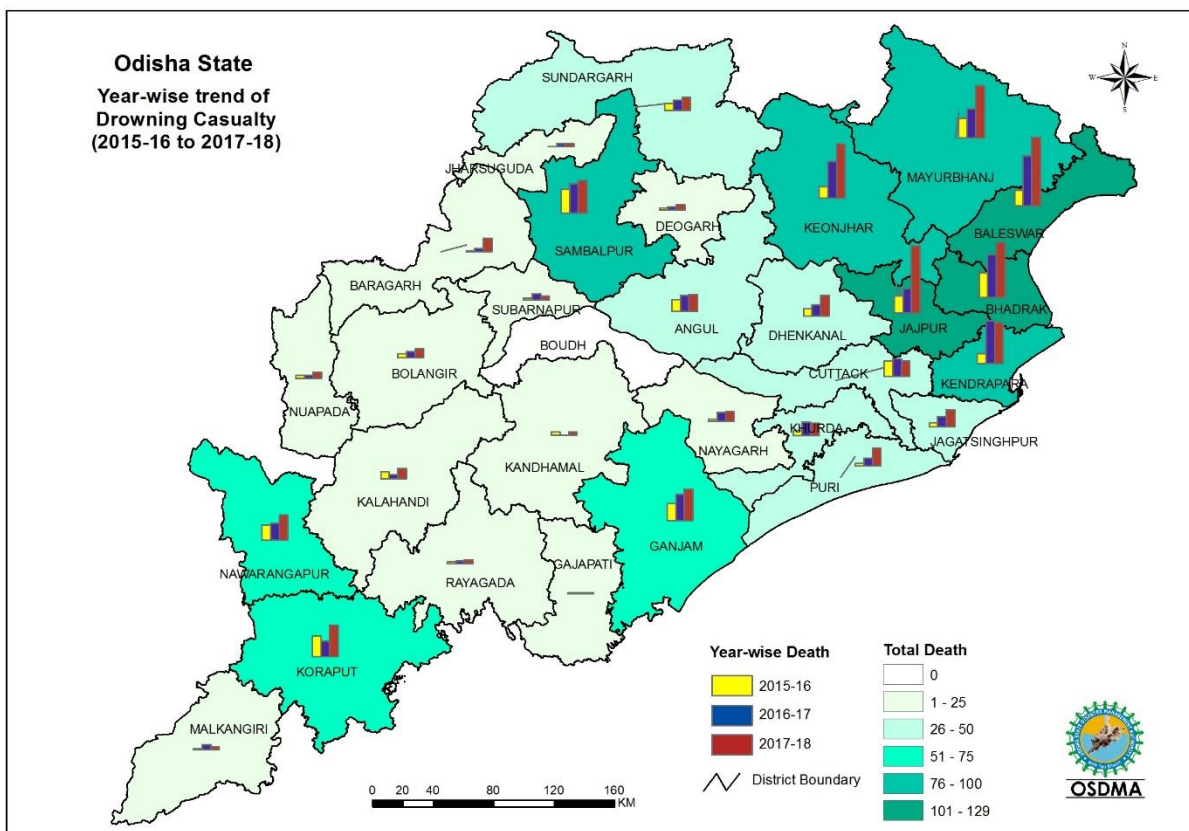 Odisha State
Year-wise trend of
Drowning Casualty
(2015-16 to 2017-18)
N
W
E
S
SUNDARGARH
JHARSUGUDA
MAYURBHANJ
DEOGARH
KEONJHAR
BALESWAR
SAMBALPUR
BARAGARH
SUBARNAPUR
ANGUL
DHENKANAL
JAJPUR
BHADRAK
BOUDH
BOLANGIR
CUTTACK
KENDRAPARA
NUAPADA
KHURDA
JAGATSINGHPUR
NAYAGARH
KANDHAMAL
PURI
KALAHANDI
GANJAM
NAWARANGAPUR
RAYAGADA
GAJAPATI
KORAPUT
MALKANGIRI
Year-wise Death
2015-16
2016-17
2017-18
District Boundary
Total Death
0
1 - 25
26 - 50
51 - 75
76 - 100
101 - 129
0 20 40 80 120 160
KM
OSDMA